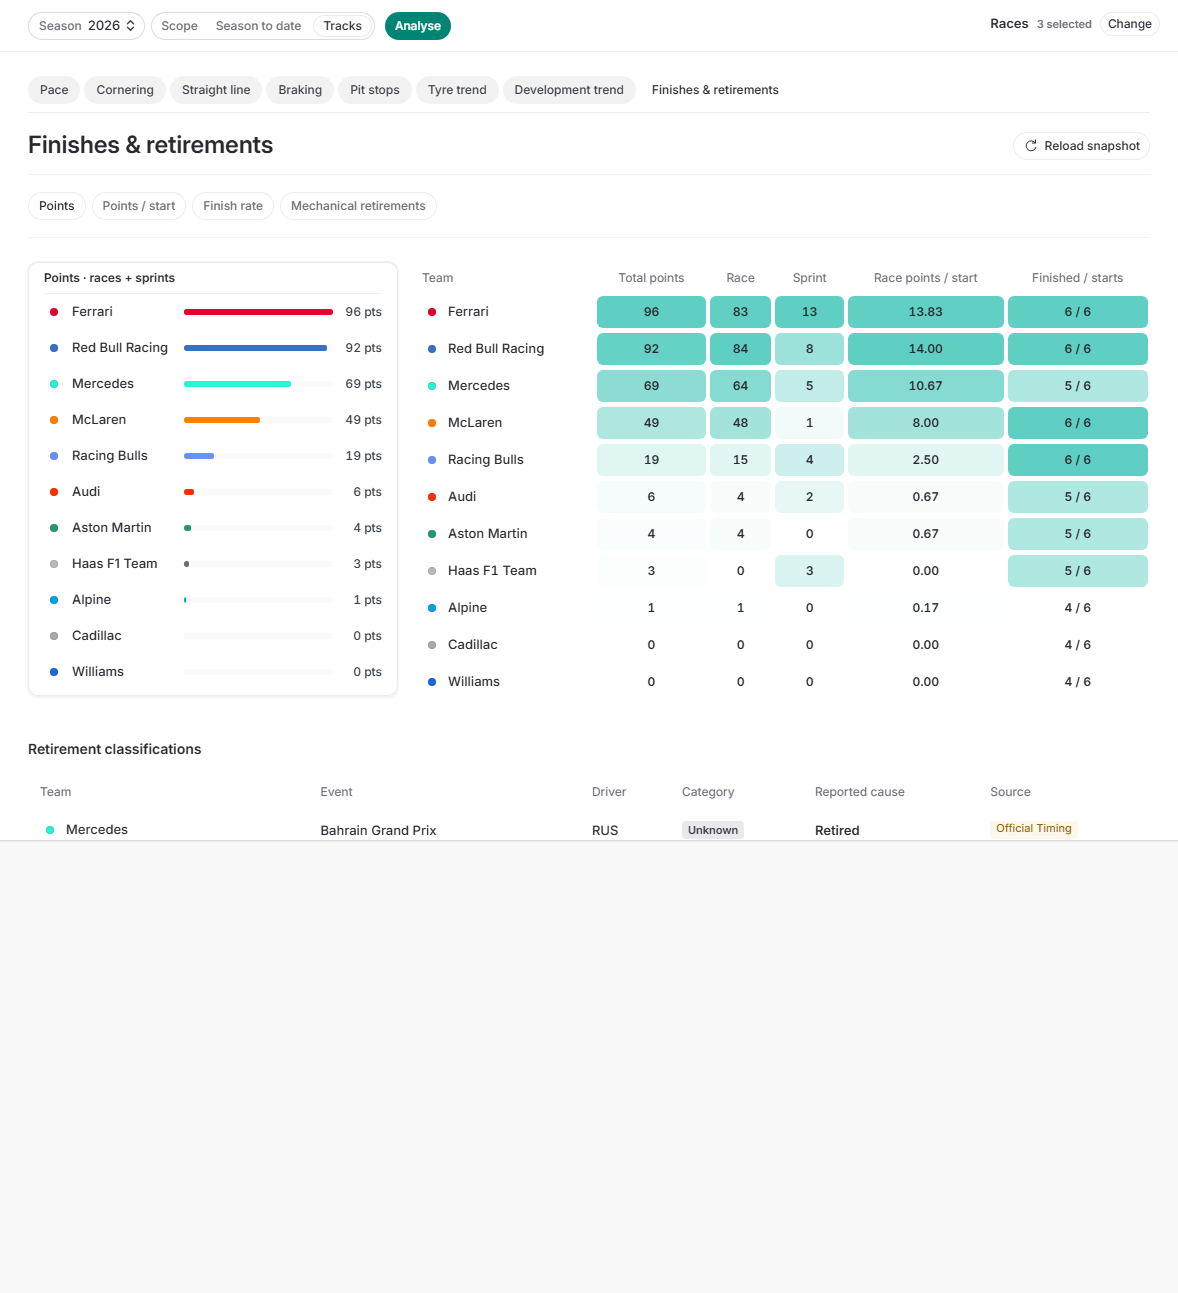 Season 2026 Scope Season to date Tracks Analyse Races 3 selected Change
Pace Cornering Straight line Braking Pit stops Tyre trend Development trend Finishes & retirements
Finishes & retirements Reload snapshot
Points Points / start Finish rate Mechanical retirements
Points · races + sprints
Ferrari 96 pts
Red Bull Racing 92 pts
Mercedes 69 pts
McLaren 49 pts
Racing Bulls 19 pts
Audi 6 pts
Aston Martin 4 pts
Haas F1 Team 3 pts
Alpine 1 pts
Cadillac 0 pts
Williams 0 pts
Team Total points Race Sprint Race points / start Finished / starts
Ferrari 96 83 13 13.83 6 / 6
Red Bull Racing 92 84 8 14.00 6 / 6
Mercedes 69 64 5 10.67 5 / 6
McLaren 49 48 1 8.00 6 / 6
Racing Bulls 19 15 4 2.50 6 / 6
Audi 6 4 2 0.67 5 / 6
Aston Martin 4 4 0 0.67 5 / 6
Haas F1 Team 3 0 3 0.00 5 / 6
Alpine 1 1 0 0.17 4 / 6
Cadillac 0 0 0 0.00 4 / 6
Williams 0 0 0 0.00 4 / 6
Retirement classifications
Team Event Driver Category Reported cause Source
Mercedes Bahrain Grand Prix RUS Unknown Retired Official Timing